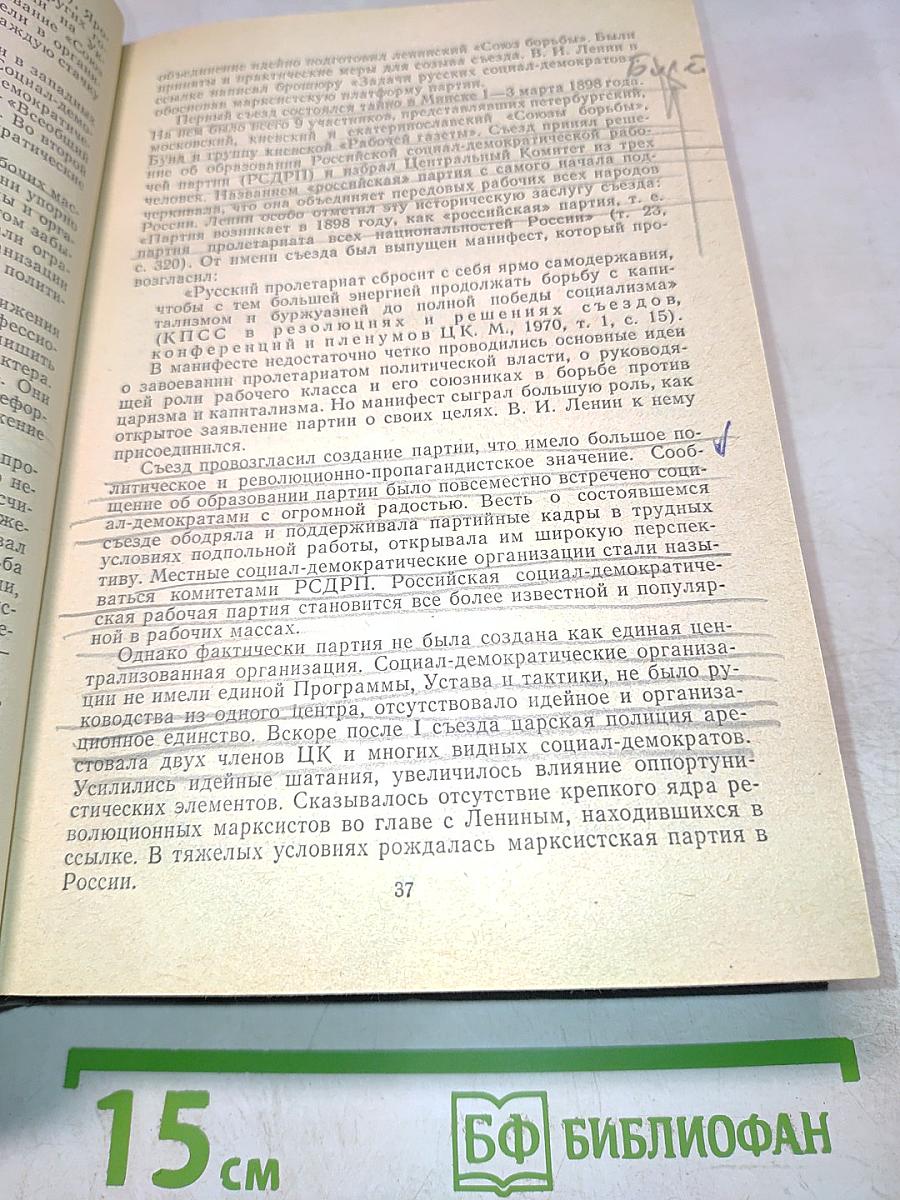 объединение идейно подготовил ленинский «Союз борьбы». Были
приняты и практические меры для созыва съезда. В. И. Ленин в
ссылке написал брошюру «Задачи русских социал-демократов»,
обосновал марксистскую платформу партии.
Первый съезд состоялся тайно в Минске 1—3 марта 1898 года.
На нем было всего 9 участников, представлявших петербургский,
московский, киевский и екатеринославский «Союзы борьбы»,
Бунд и группу киевской «Рабочей газеты». Съезд принял реше-
ние об образовании Российской социал-демократической рабо-
чей партии (РСДРП) и избрал Центральный Комитет из трех
человек. Названием «российская» партия с самого начала под-
черкивала, что она объединяет передовых рабочих всех народов
России. Ленин особо отметил эту историческую заслугу съезда:
«Партия возникает в 1898 году, как «российская» партия, т. е.
партия пролетариата всех национальностей России» (т. 23,
с. 320). От имени съезда был выпущен манифест, который про-
возгласил:
«Русский пролетариат сбросит с себя ярмо самодержавия,
чтобы с тем большей энергией продолжать борьбу с капи-
тализмом и буржуазией до полной победы социализма»
(КПСС в резолюциях и решениях съездов,
конференций и пленумов ЦК. М., 1970, т. 1, с. 15).
В манифесте недостаточно четко проводились основные идеи
о завоевании пролетариатом политической власти, о руководя-
щей роли рабочего класса и его союзниках в борьбе против
царизма и капитализма. Но манифест сыграл большую роль, как
открытое заявление партии о своих целях. В. И. Ленин к нему
присоединился.
Съезд провозгласил создание партии, что имело большое по-
литическое и революционно-пропагандистское значение. Сооб-
щение об образовании партии было повсеместно встречено соци-
ал-демократами с огромной радостью. Весть о состоявшемся
съезде ободряла и поддерживала партийные кадры в трудных
условиях подпольной работы, открывала им широкую перспек-
тиву. Местные социал-демократические организации стали назы-
ваться комитетами РСДРП. Российская социал-демократиче-
ская рабочая партия становится все более известной и популяр-
ной в рабочих массах.
Однако фактически партия не была создана как единая цен-
трализованная организация. Социал-демократические организа-
ции не имели единой Программы, Устава и тактики, не было ру-
ководства из одного центра, отсутствовало идейное и организа-
ционное единство. Вскоре после I съезда царская полиция аре-
стовала двух членов ЦК и многих видных социал-демократов.
Усилились идейные шатания, увеличилось влияние оппортуни-
стических элементов. Сказывалось отсутствие крепкого ядра ре-
волюционных марксистов во главе с Лениным, находившихся в
ссылке. В тяжелых условиях рождалась марксистская партия в
России.
37
15 см
БФ БИБЛИОФАН